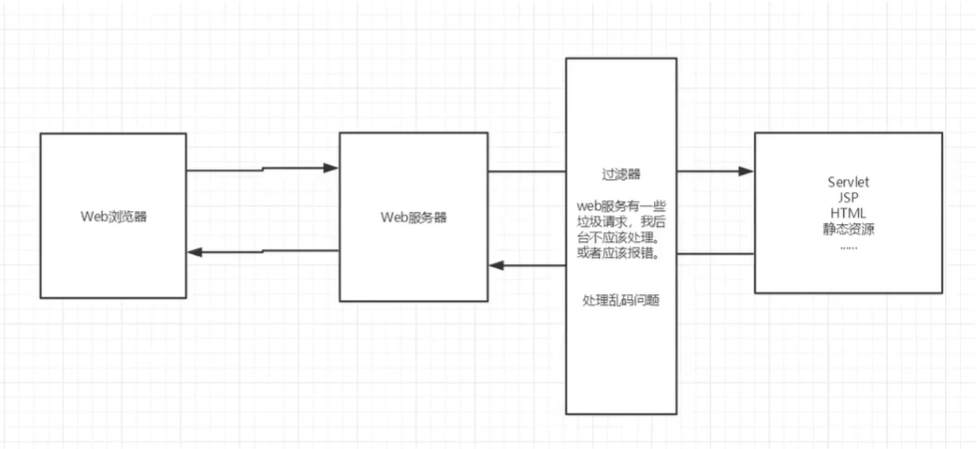 Web浏览器
Web服务器
过滤器
web服务有一些
垃圾请求，我后
台不应该处理。
或者应该报错。
处理乱码问题
Servlet
JSP
HTML
静态资源
......